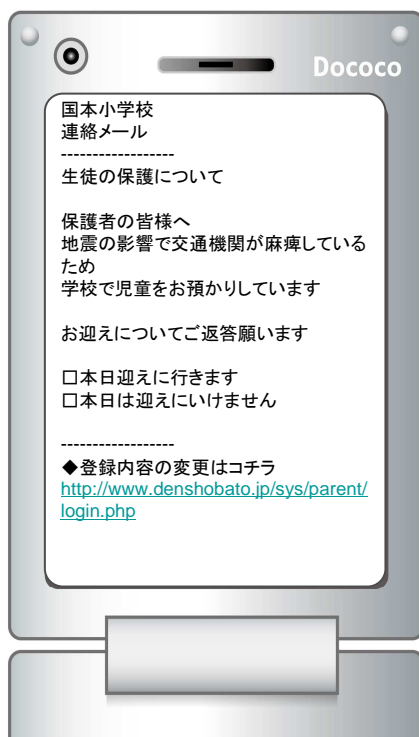 Dococo
国本小学校
連絡メール
------------------
生徒の保護について
保護者の皆様へ
地震の影響で交通機関が麻痺している
ため
学校で児童をお預かりしています
お迎えについてご返答願います
□本日迎えに行きます
□本日は迎えにいけません
------------------
◆登録内容の変更はコチラ
http://www.denshobato.jp/sys/parent/
login.php